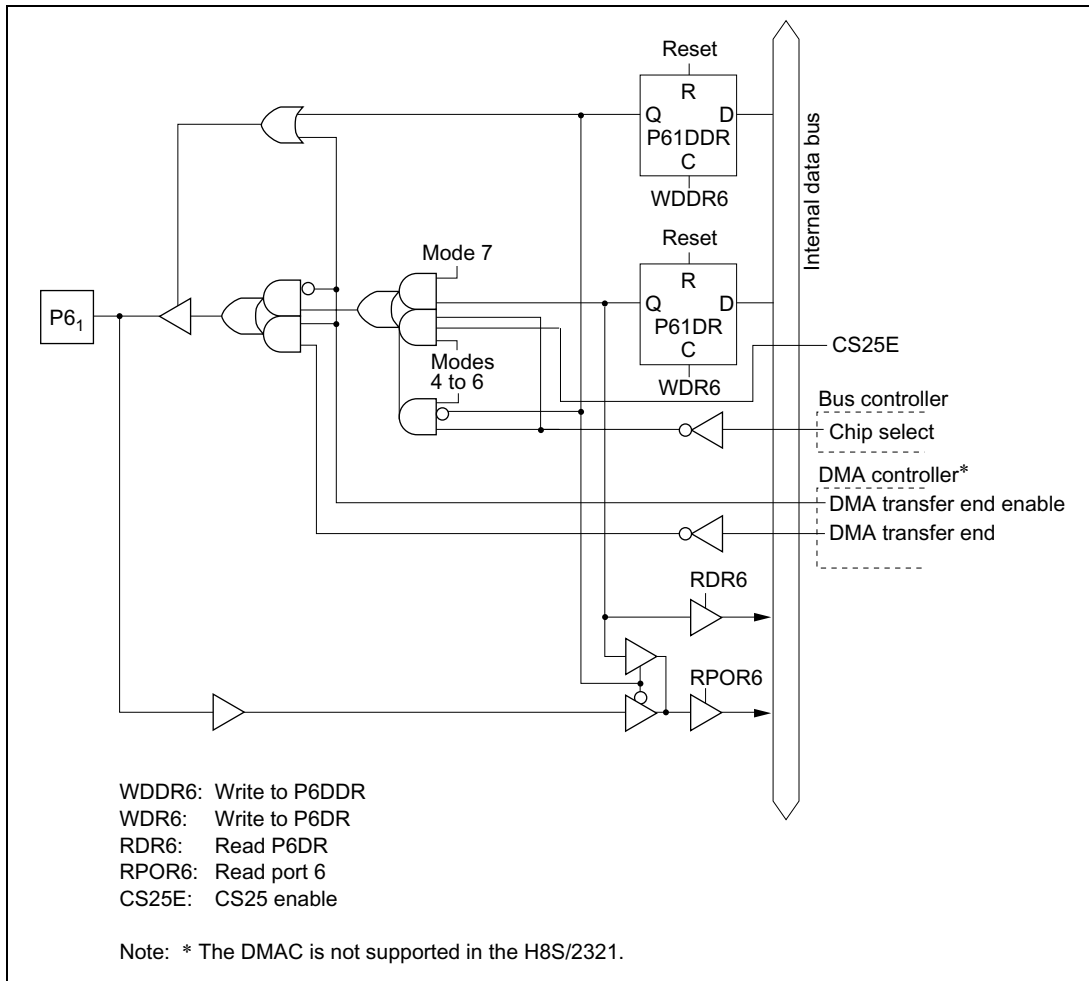 Reset
R
Q D
P61DDR
C
WDDR6
Internal data bus
Reset
Mode 7
R
Q D
P61DR
C
WDR6
P6₁
CS25E
Modes
4 to 6
Bus controller
Chip select
DMA controller*
DMA transfer end enable
DMA transfer end
RDR6
RPOR6
WDDR6: Write to P6DDR
WDR6: Write to P6DR
RDR6: Read P6DR
RPOR6: Read port 6
CS25E: CS25 enable
Note: * The DMAC is not supported in the H8S/2321.